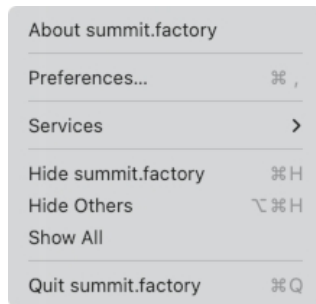 About summit.factory
Preferences... ⌘ ,
Services >
Hide summit.factory ⌘ H
Hide Others ⌥ ⌘ H
Show All
Quit summit.factory ⌘ Q